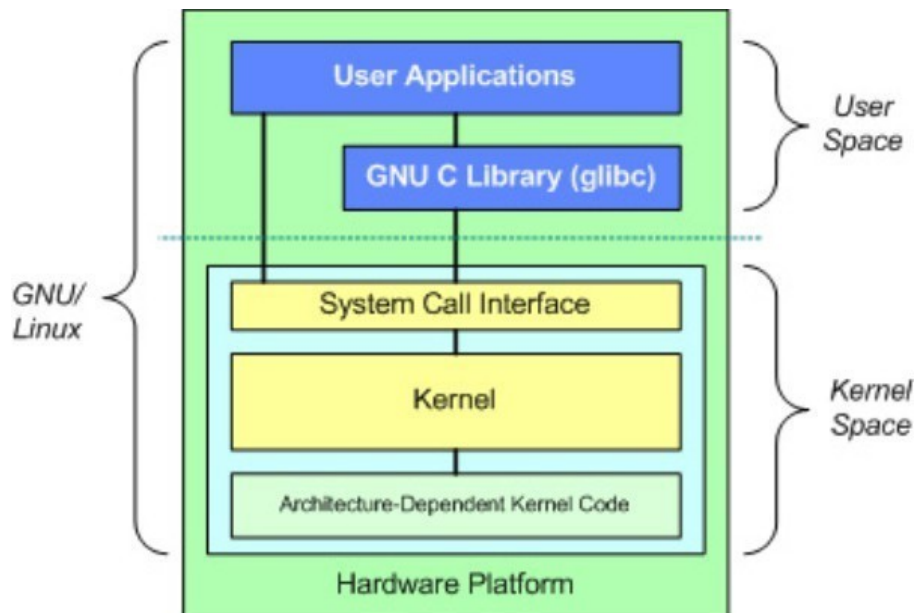 User Applications
GNU C Library (glibc)
User
Space
GNU/
Linux
System Call Interface
Kernel
Kernel
Space
Architecture-Dependent Kernel Code
Hardware Platform